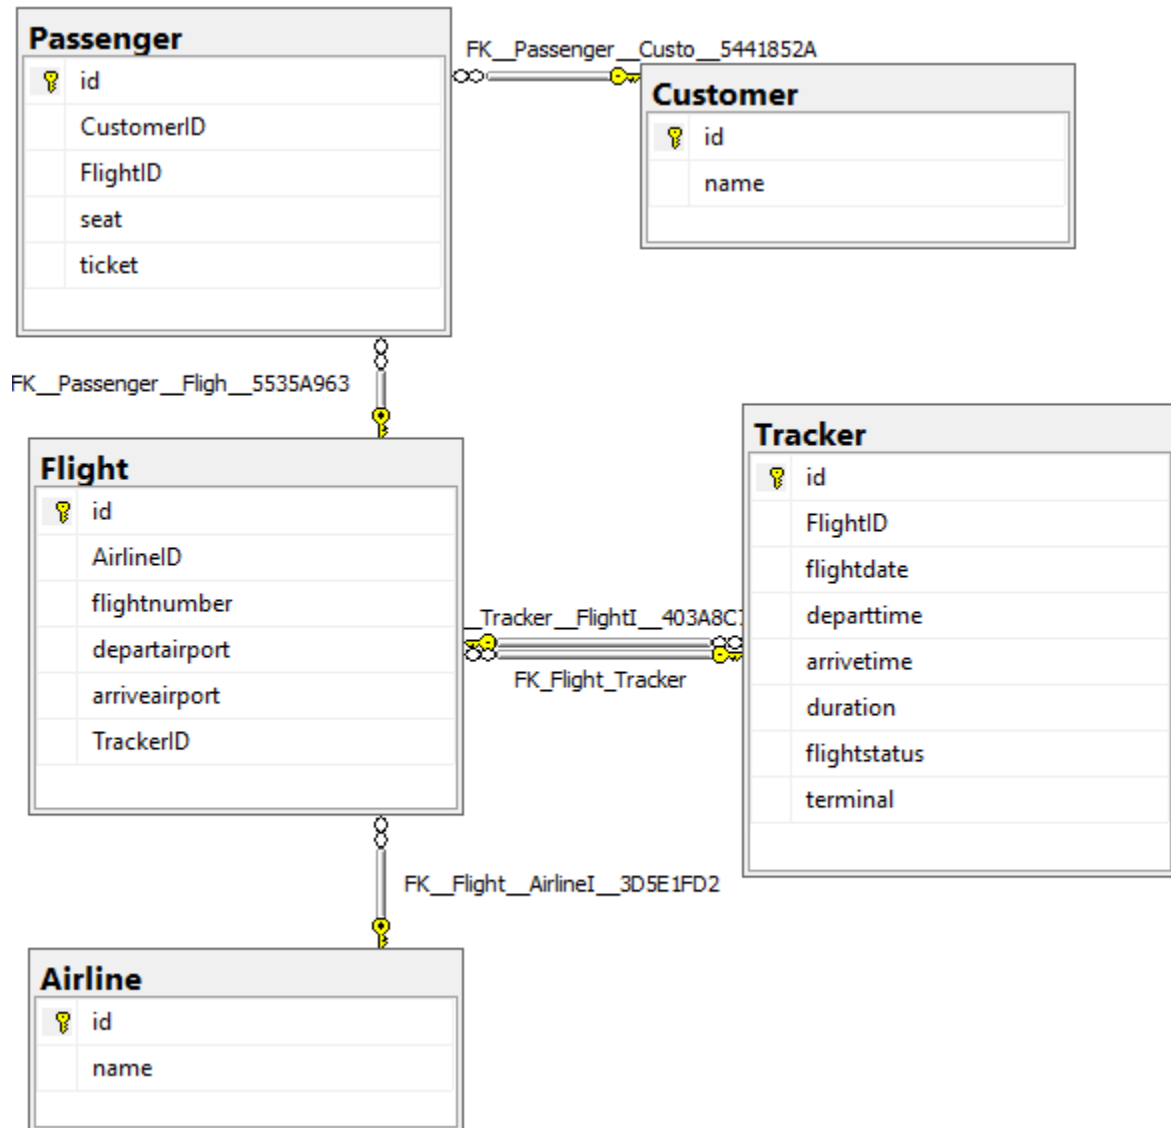 Passenger
id
CustomerID
FlightID
seat
ticket
FK__Passenger__Custo__5441852A
Customer
id
name
FK__Passenger__Fligh__5535A963
Flight
id
AirlineID
flightnumber
departairport
arriveairport
TrackerID
__Tracker__FlightI__403A8C7
FK_Flight_Tracker
Tracker
id
FlightID
flightdate
departtime
arrivetime
duration
flightstatus
terminal
FK__Flight__AirlineI__3D5E1FD2
Airline
id
name